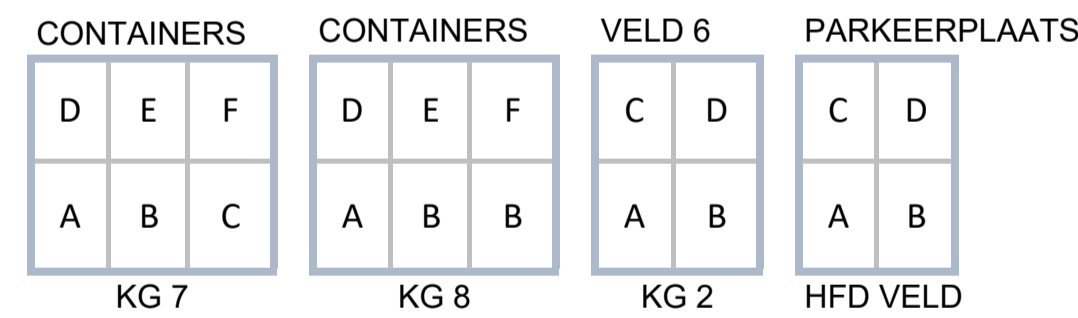 CONTAINERS CONTAINERS VELD 6 PARKEERPLAATS
D E F D E F C D C D
A B C A B B A B A B
KG 7 KG 8 KG 2 HFD VELD